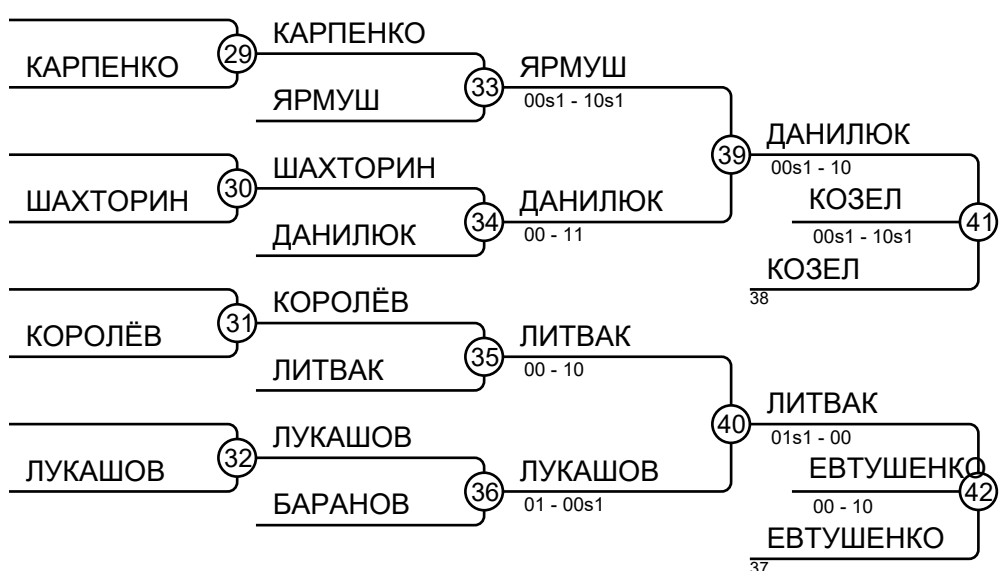 КАРПЕНКО
29
КАРПЕНКО
ЯРМУШ
33
ЯРМУШ
00s1 - 10s1
ШАХТОРИН
30
ШАХТОРИН
ДАНИЛЮК
34
ДАНИЛЮК
00 - 11
39
ДАНИЛЮК
00s1 - 10
КОЗЕЛ
00s1 - 10s1
41
КОЗЕЛ
38
КОРОЛЁВ
31
КОРОЛЁВ
ЛИТВАК
35
ЛИТВАК
00 - 10
ЛУКАШОВ
32
ЛУКАШОВ
БАРАНОВ
36
ЛУКАШОВ
01 - 00s1
40
ЛИТВАК
01s1 - 00
ЕВТУШЕНКО
00 - 10
42
ЕВТУШЕНКО
37